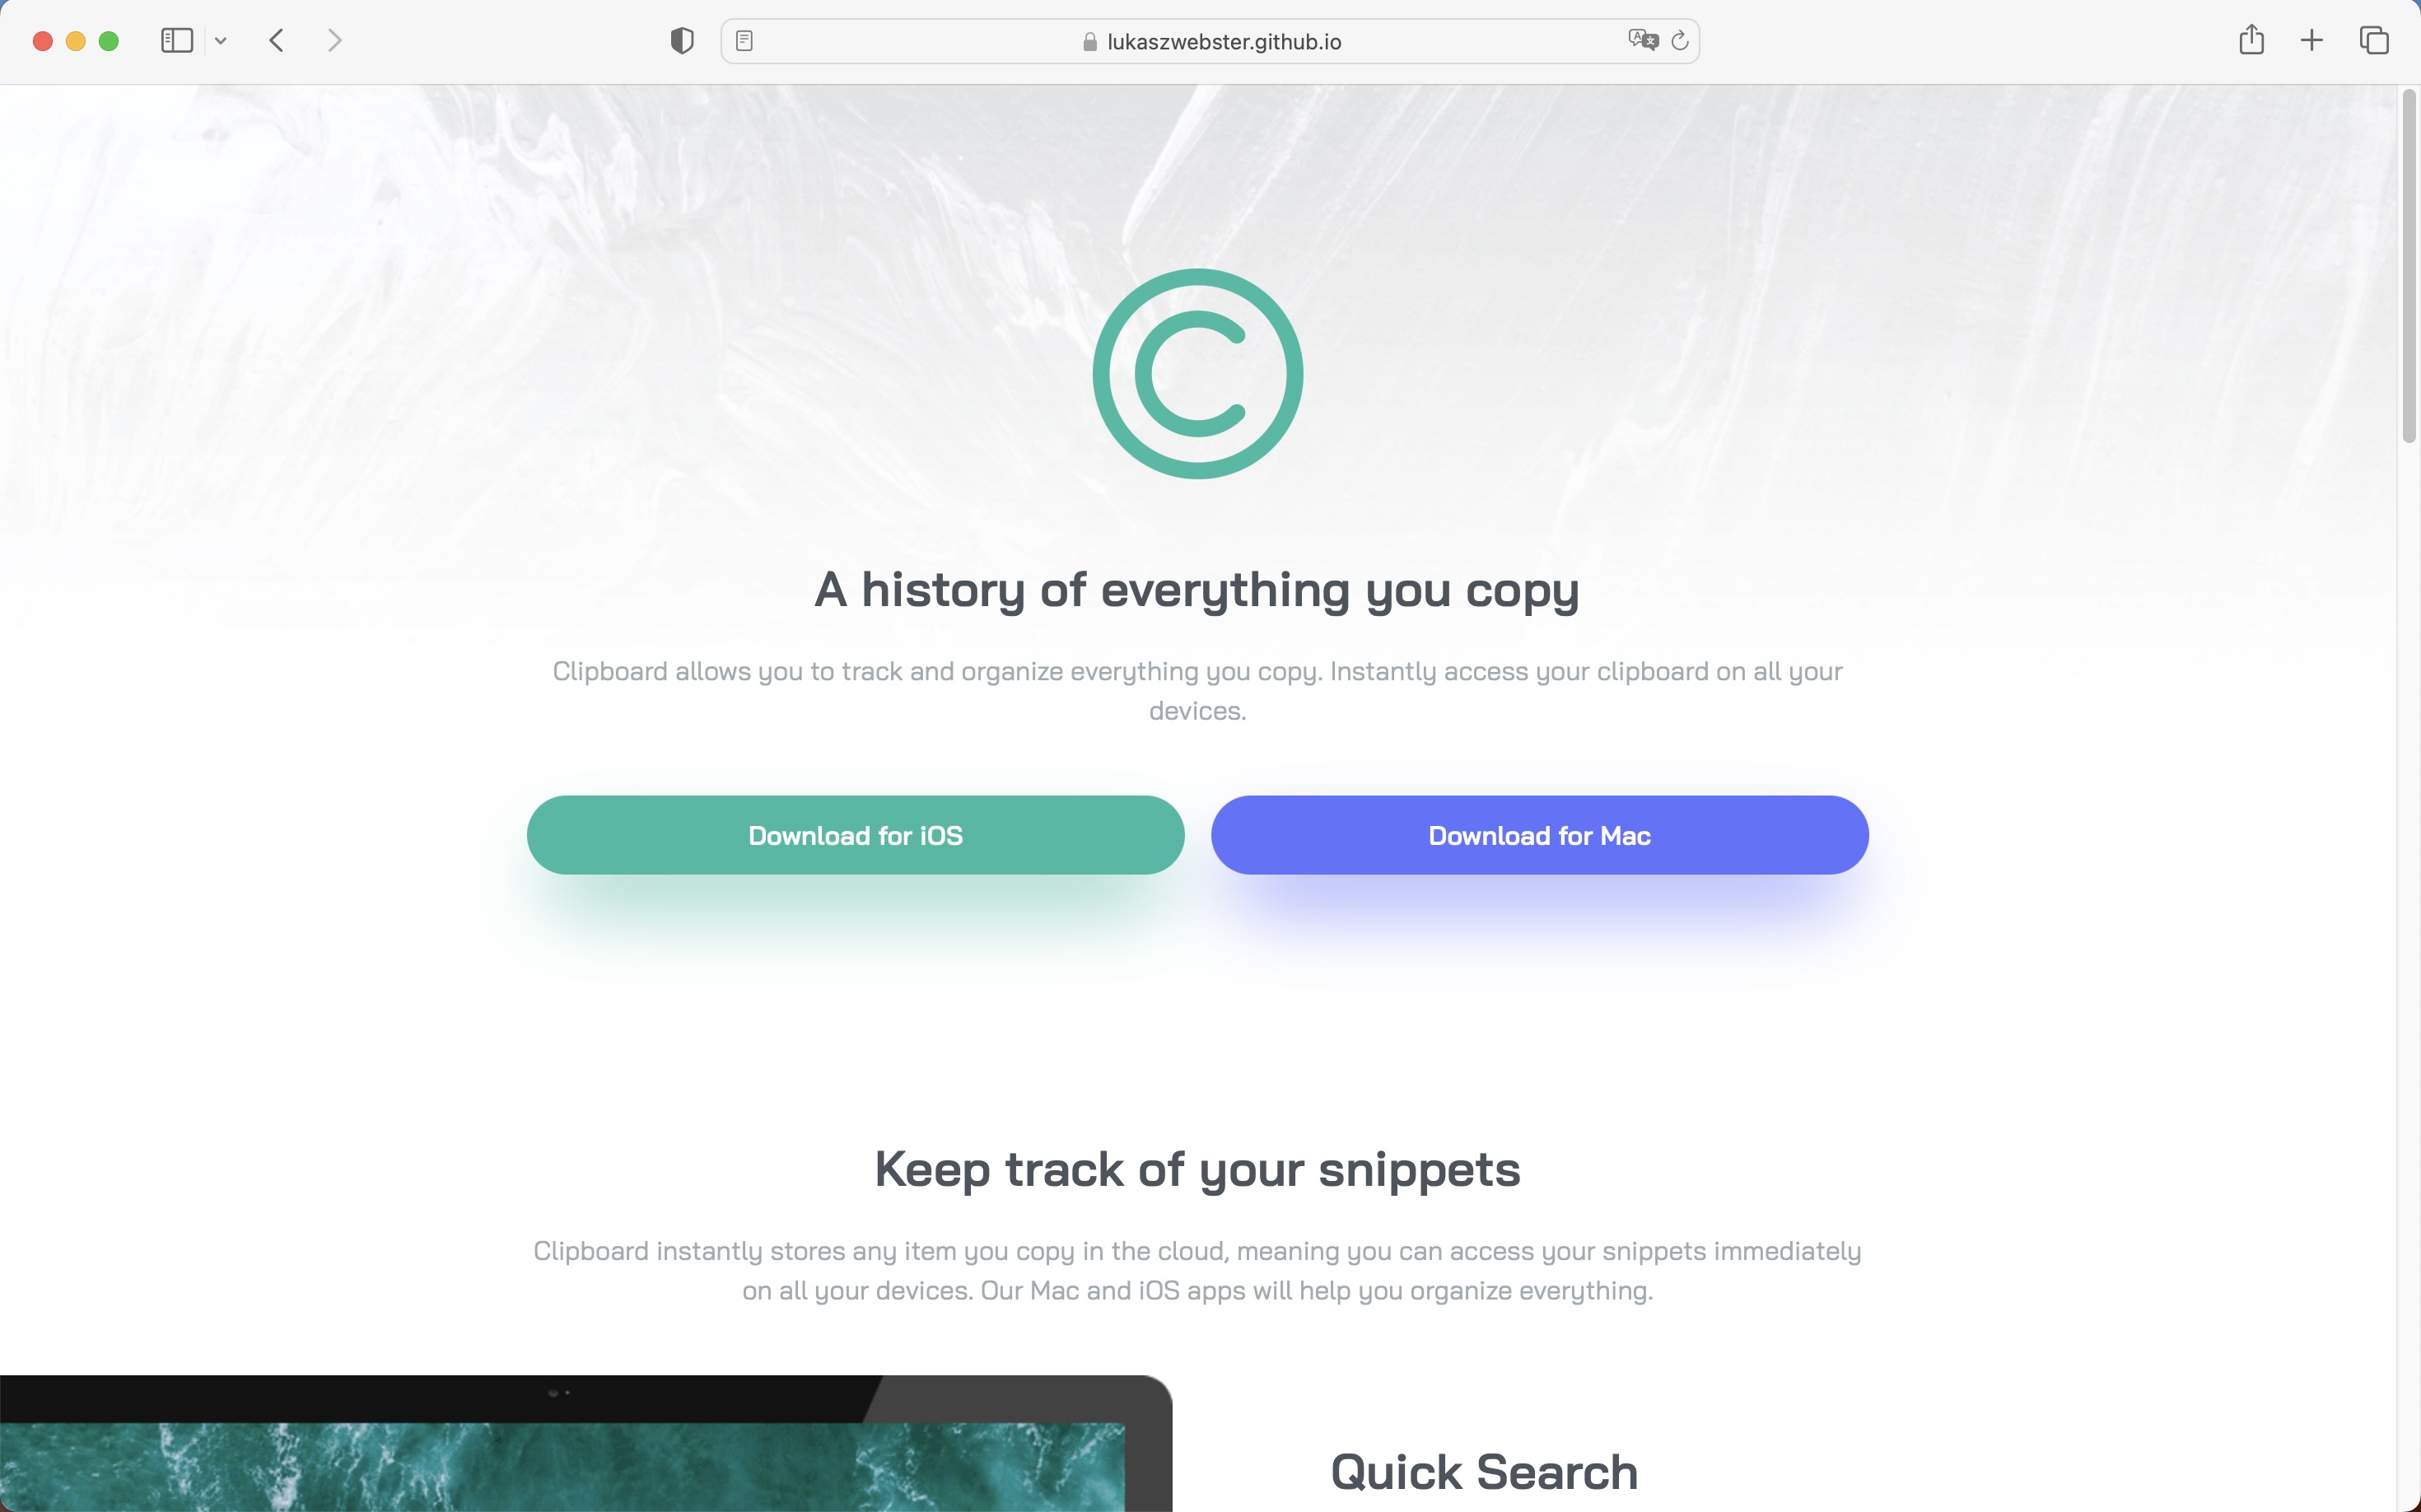 lukaszwebster.github.io
A history of everything you copy
Clipboard allows you to track and organize everything you copy. Instantly access your clipboard on all your
devices.
Download for iOS
Download for Mac
Keep track of your snippets
Clipboard instantly stores any item you copy in the cloud, meaning you can access your snippets immediately
on all your devices. Our Mac and iOS apps will help you organize everything.
Quick Search